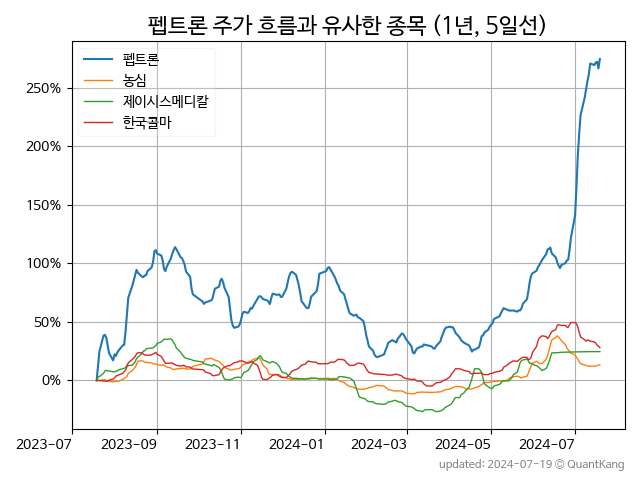 펩트론 주가 흐름과 유사한 종목 (1년, 5일선)
펩트론
농심
제이시스메디칼
한국콜마
250%
200%
150%
100%
50%
0%
2023-07 2023-09 2023-11 2024-01 2024-03 2024-05 2024-07
updated: 2024-07-19 © QuantKang